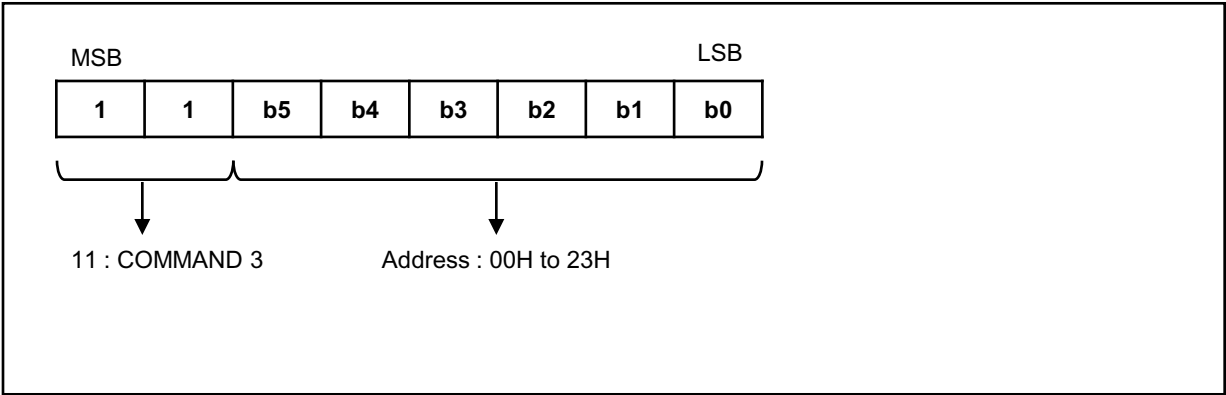 MSB LSB
1 1 b5 b4 b3 b2 b1 b0
11 : COMMAND 3 Address : 00H to 23H